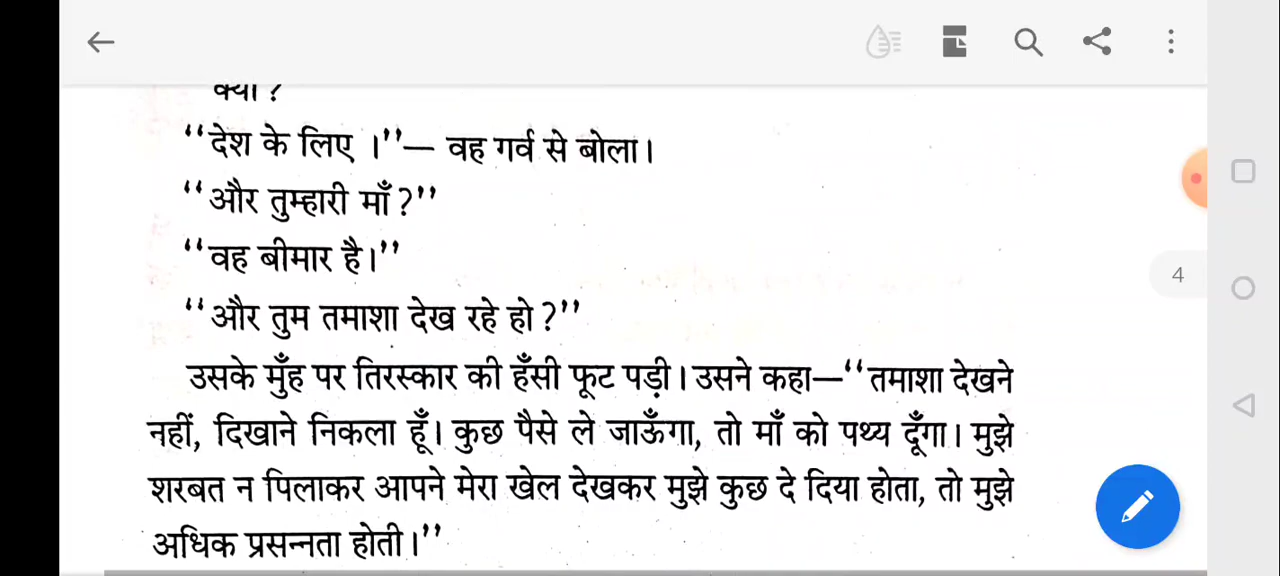 क्यों ?
“देश के लिए ।”— वह गर्व से बोला।
“और तुम्हारी माँ ?”
“वह बीमार है।”
“और तुम तमाशा देख रहे हो ?”
उसके मुँह पर तिरस्कार की हँसी फूट पड़ी। उसने कहा—“तमाशा देखने
नहीं, दिखाने निकला हूँ। कुछ पैसे ले जाऊँगा, तो माँ को पथ्य दूँगा। मुझे
शरबत न पिलाकर आपने मेरा खेल देखकर मुझे कुछ दे दिया होता, तो मुझे
अधिक प्रसन्नता होती।”
4